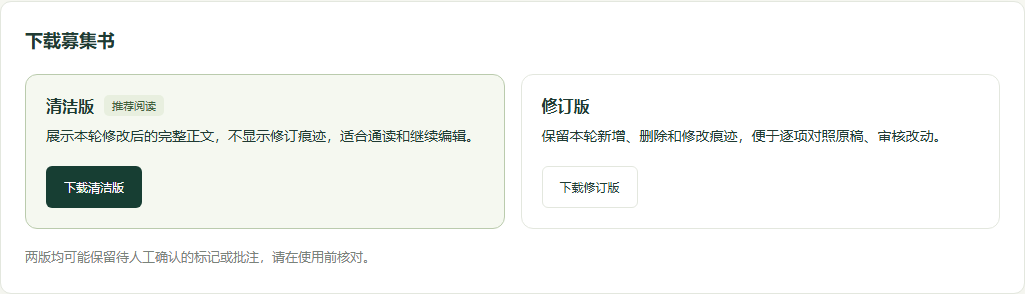 下载募集书
清洁版 推荐阅读
展示本轮修改后的完整正文，不显示修订痕迹，适合通读和继续编辑。
下载清洁版
修订版
保留本轮新增、删除和修改痕迹，便于逐项对照原稿、审核改动。
下载修订版
两版均可能保留待人工确认的标记或批注，请在使用前核对。